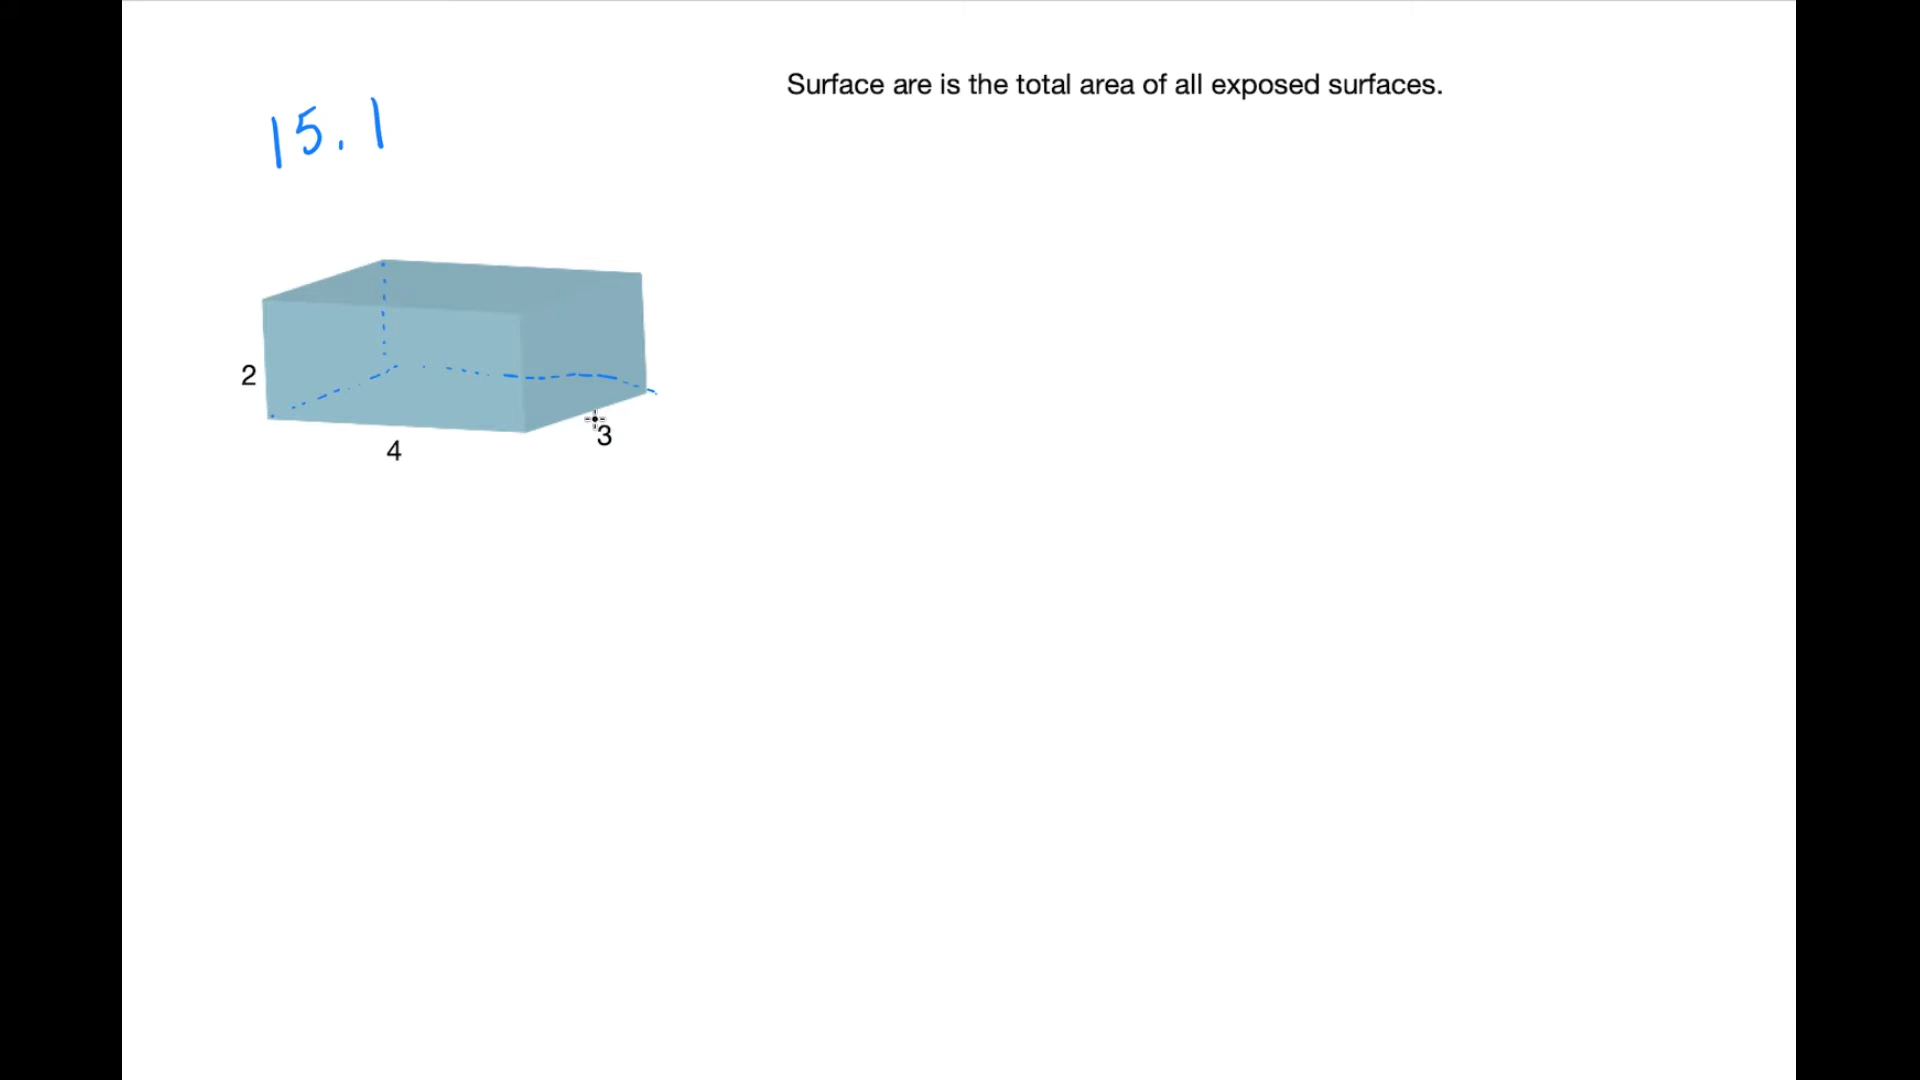 Surface are is the total area of all exposed surfaces.
15.1
2
3
4